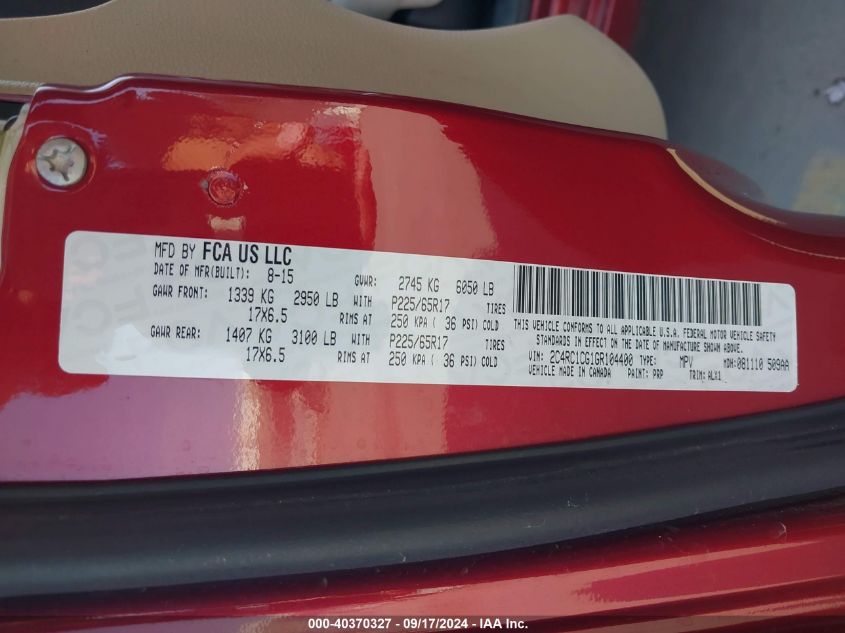 MFD BY FCA US LLC
DATE OF MFR(BUILT): 8-15 GVWR: 2745 KG 6050 LB
GAWR FRONT: 1339 KG 2950 LB WITH P225/65R17 TIRES
17X6.5 RIMS AT 250 KPA ( 36 PSI) COLD
GAWR REAR: 1407 KG 3100 LB WITH P225/65R17 TIRES
17X6.5 RIMS AT 250 KPA ( 36 PSI) COLD
THIS VEHICLE CONFORMS TO ALL APPLICABLE U.S.A. FEDERAL MOTOR VEHICLE SAFETY
STANDARDS IN EFFECT ON THE DATE OF MANUFACTURE SHOWN ABOVE.
VIN: 2C4RC1CG1GR104400 TYPE: MPV MDH:081110 509AA
VEHICLE MADE IN CANADA PAINT: PRP TRIM: ALX1
000-40370327 - 09/17/2024 - IAA Inc.